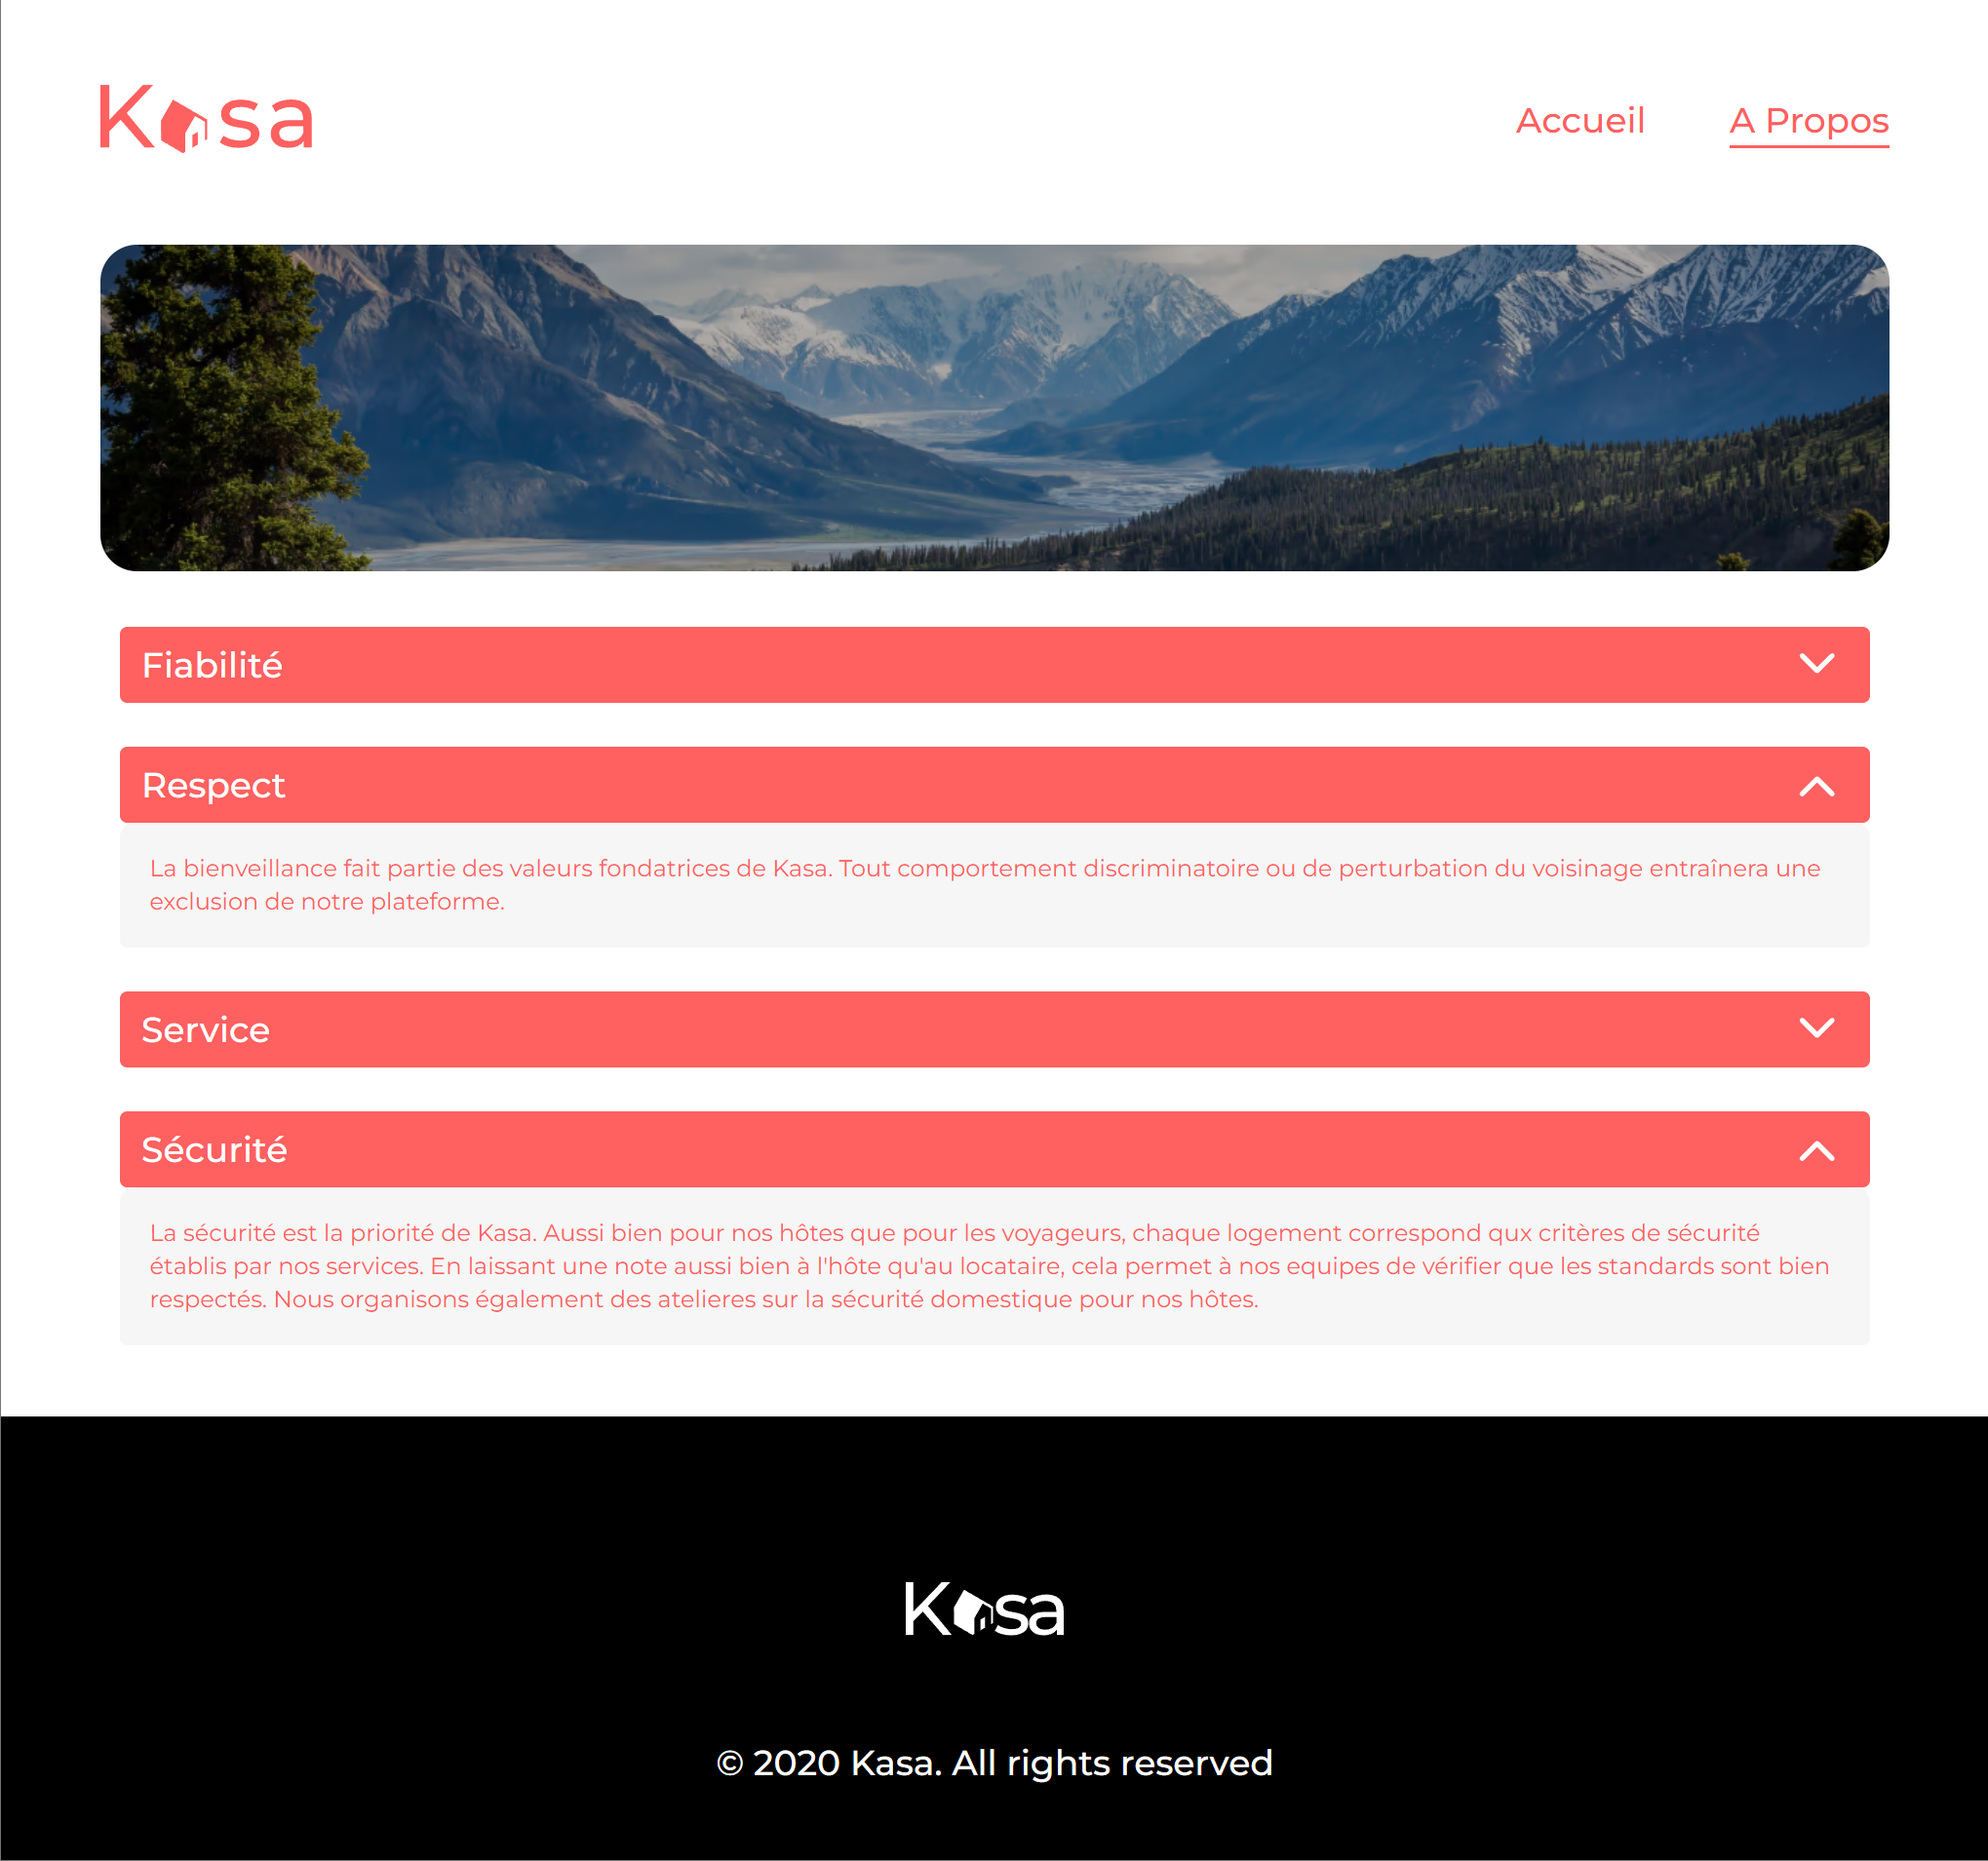 Kasa
Accueil
A Propos
Fiabilité
Respect
La bienveillance fait partie des valeurs fondatrices de Kasa. Tout comportement discriminatoire ou de perturbation du voisinage entraînera une
exclusion de notre plateforme.
Service
Sécurité
La sécurité est la priorité de Kasa. Aussi bien pour nos hôtes que pour les voyageurs, chaque logement correspond qux critères de sécurité
établis par nos services. En laissant une note aussi bien à l'hôte qu'au locataire, cela permet à nos equipes de vérifier que les standards sont bien
respectés. Nous organisons également des atelieres sur la sécurité domestique pour nos hôtes.
Kasa
© 2020 Kasa. All rights reserved